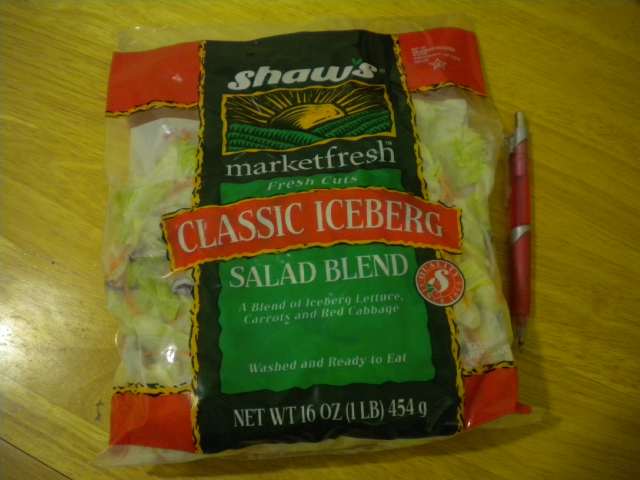 Shaw's®
marketfresh™
Fresh Cuts
CLASSIC ICEBERG
SALAD BLEND
A Blend of Iceberg Lettuce,
Carrots and Red Cabbage
Washed and Ready to Eat
NET WT 16 OZ (1 LB) 454 g
S